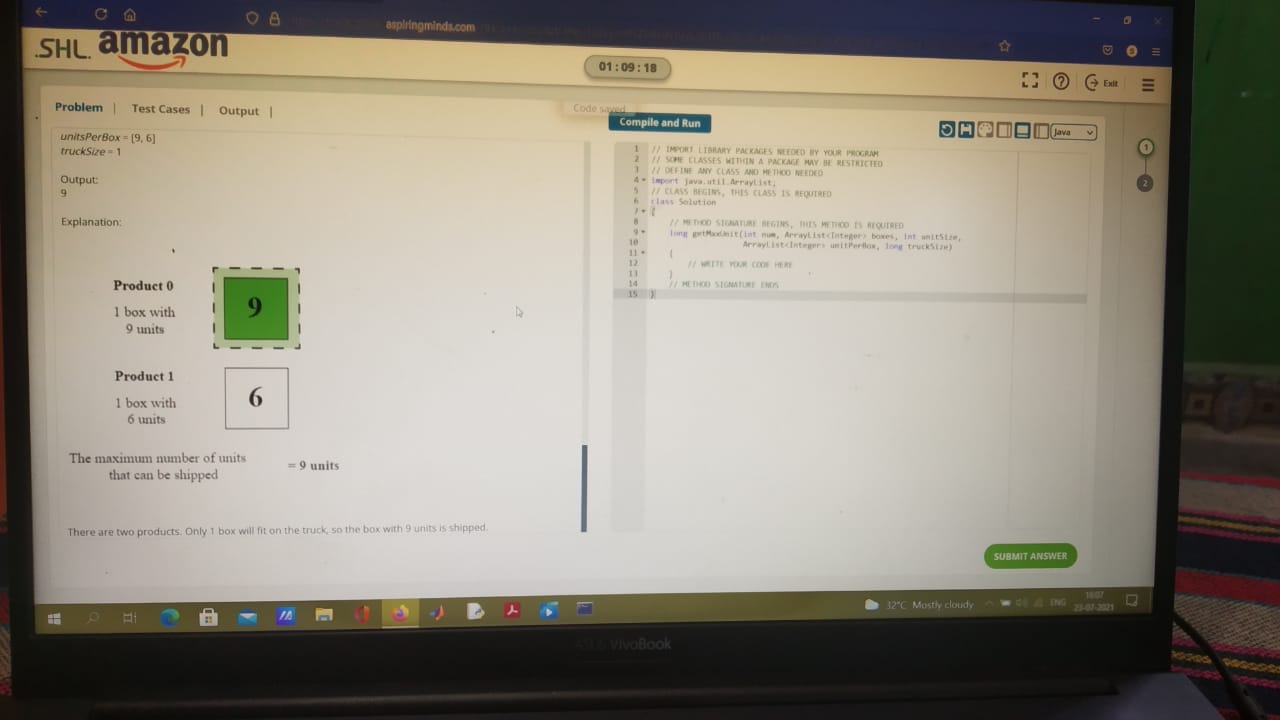 aspiringminds.com
.SHL. amazon
01 : 09 : 18
Exit
Problem | Test Cases | Output |
Code saved
Compile and Run
Java
unitsPerBox = [9, 6]
truckSize = 1
Output:
9
Explanation:
Product 0
1 box with
9 units
9
Product 1
1 box with
6 units
6
The maximum number of units
that can be shipped
= 9 units
There are two products. Only 1 box will fit on the truck, so the box with 9 units is shipped.
1 // IMPORT LIBRARY PACKAGES NEEDED BY YOUR PROGRAM
2 // SOME CLASSES WITHIN A PACKAGE MAY BE RESTRICTED
3 // DEFINE ANY CLASS AND METHOD NEEDED
4 import java.util.ArrayList;
5 // CLASS BEGINS, THIS CLASS IS REQUIRED
6 class Solution
7 {
8 // METHOD SIGNATURE BEGINS, THIS METHOD IS REQUIRED
9 long getMaxUnit(int num, ArrayList<Integer> boxes, int unitSize,
10 ArrayList<Integer> unitPerBox, long truckSize)
11 {
12 // WRITE YOUR CODE HERE
13 }
14 // METHOD SIGNATURE ENDS
15 }
1
2
SUBMIT ANSWER
32°C Mostly cloudy
ENG
16:07
23-07-2021
ASUS VivoBook